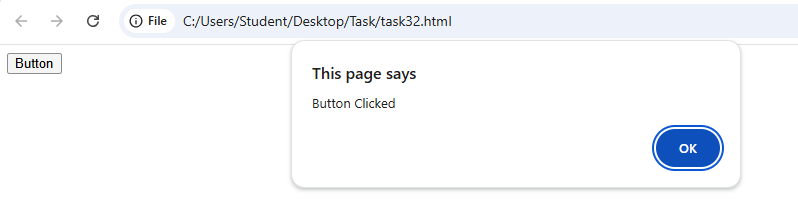 File C:/Users/Student/Desktop/Task/task32.html
Button
This page says
Button Clicked
OK